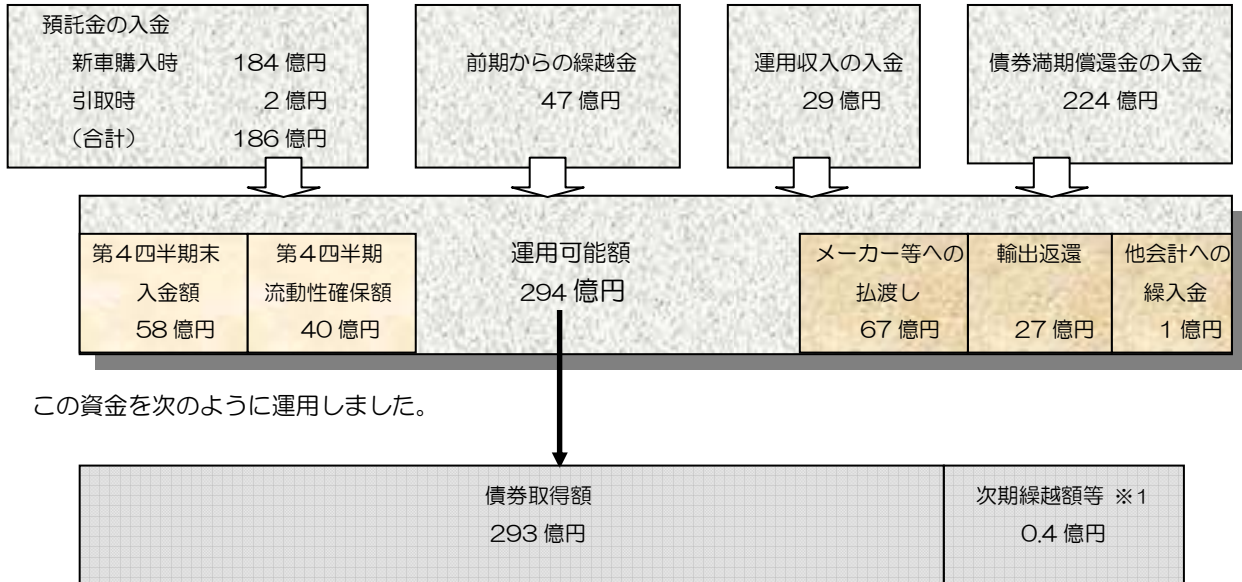 預託金の入金
新車購入時 184 億円
引取時 2 億円
（合計） 186 億円
前期からの繰越金
47 億円
運用収入の入金
29 億円
債券満期償還金の入金
224 億円
第４四半期末
入金額
58 億円
第４四半期
流動性確保額
40 億円
運用可能額
294 億円
メーカー等への
払渡し
67 億円
輸出返還
27 億円
他会計への
繰入金
1 億円
この資金を次のように運用しました。
債券取得額
293 億円
次期繰越額等 ※1
0.4 億円